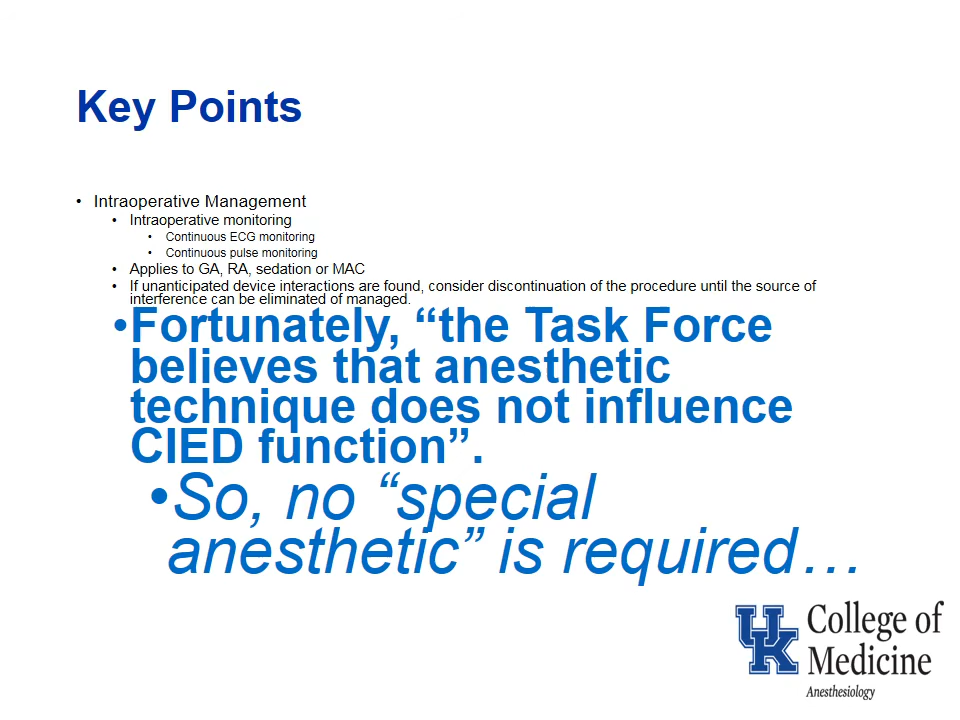 Key Points
• Intraoperative Management
• Intraoperative monitoring
• Continuous ECG monitoring
• Continuous pulse monitoring
• Applies to GA, RA, sedation or MAC
• If unanticipated device interactions are found, consider discontinuation of the procedure until the source of
interference can be eliminated of managed.
•Fortunately, “the Task Force
believes that anesthetic
technique does not influence
CIED function”.
•So, no “special
anesthetic” is required…
UK
College of
Medicine
Anesthesiology